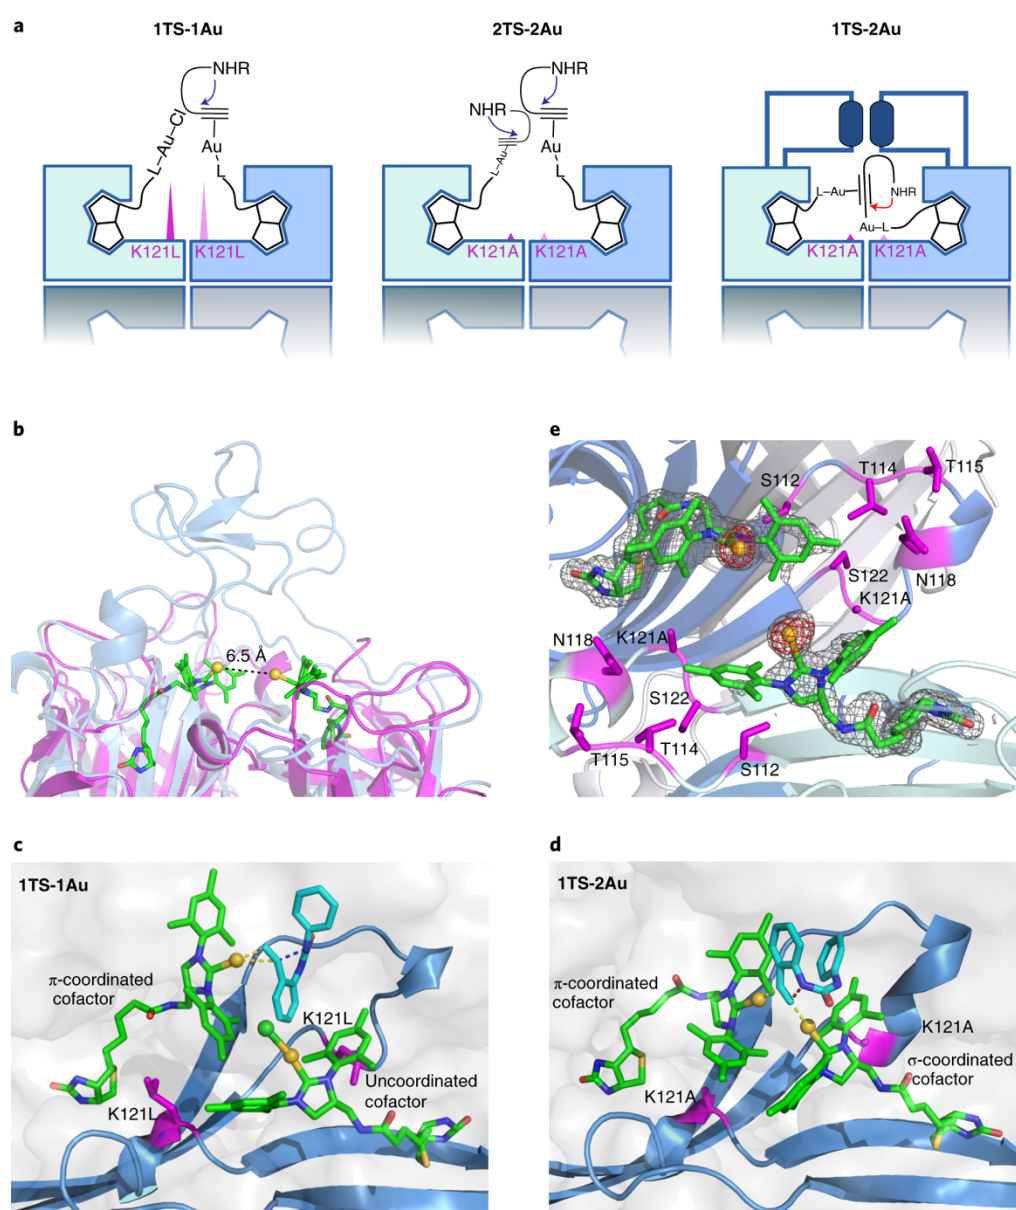 a
1TS-1Au
2TS-2Au
1TS-2Au
NHR
L–Au–Cl
Au
L
K121L
K121L
NHR
NHR
L–Au
Au
L
K121A
K121A
L–Au
NHR
Au–L
K121A
K121A
b
6.5 Å
e
S112
T114
T115
S122
N118
K121A
N118
K121A
S122
T115
T114
S112
c
1TS-1Au
π-coordinated
cofactor
K121L
Uncoordinated
cofactor
K121L
d
1TS-2Au
π-coordinated
cofactor
K121A
σ-coordinated
cofactor
K121A